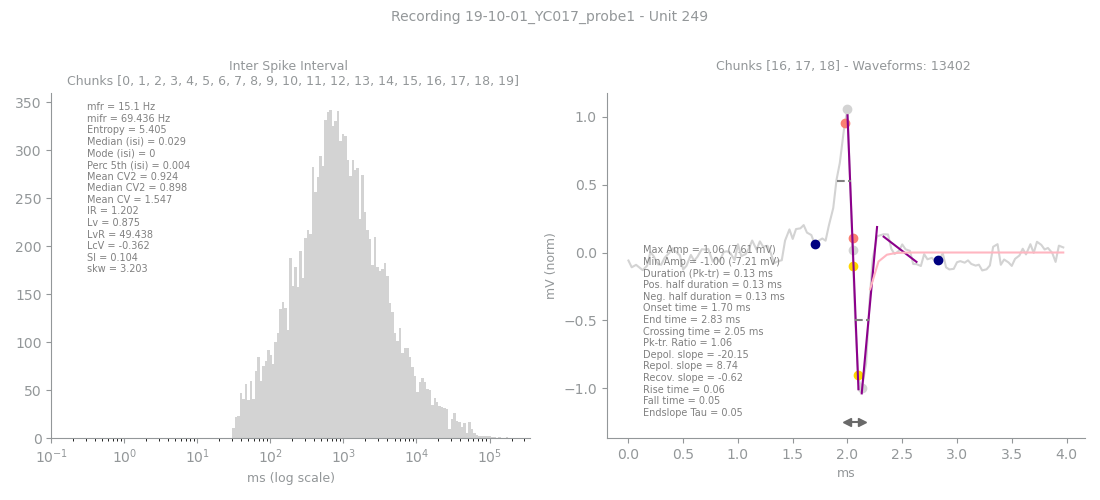 Recording 19-10-01_YC017_probe1 - Unit 249
Inter Spike Interval
Chunks [0, 1, 2, 3, 4, 5, 6, 7, 8, 9, 10, 11, 12, 13, 14, 15, 16, 17, 18, 19]
350
300
250
200
150
100
50
0
mfr = 15.1 Hz
mifr = 69.436 Hz
Entropy = 5.405
Median (isi) = 0.029
Mode (isi) = 0
Perc 5th (isi) = 0.004
Mean CV2 = 0.924
Median CV2 = 0.898
Mean CV = 1.547
IR = 1.202
Lv = 0.875
LvR = 49.438
LcV = -0.362
SI = 0.104
skw = 3.203
10⁻¹ 10⁰ 10¹ 10² 10³ 10⁴ 10⁵
ms (log scale)
Chunks [16, 17, 18] - Waveforms: 13402
mV (norm)
1.0
0.5
0.0
−0.5
−1.0
Max Amp = 1.06 (7.61 mV)
Min Amp = -1.00 (-7.21 mV)
Duration (Pk-tr) = 0.13 ms
Pos. half duration = 0.13 ms
Neg. half duration = 0.13 ms
Onset time = 1.70 ms
End time = 2.83 ms
Crossing time = 2.05 ms
Pk-tr. Ratio = 1.06
Depol. slope = -20.15
Repol. slope = 8.74
Recov. slope = -0.62
Rise time = 0.06
Fall time = 0.05
Endslope Tau = 0.05
0.0 0.5 1.0 1.5 2.0 2.5 3.0 3.5 4.0
ms